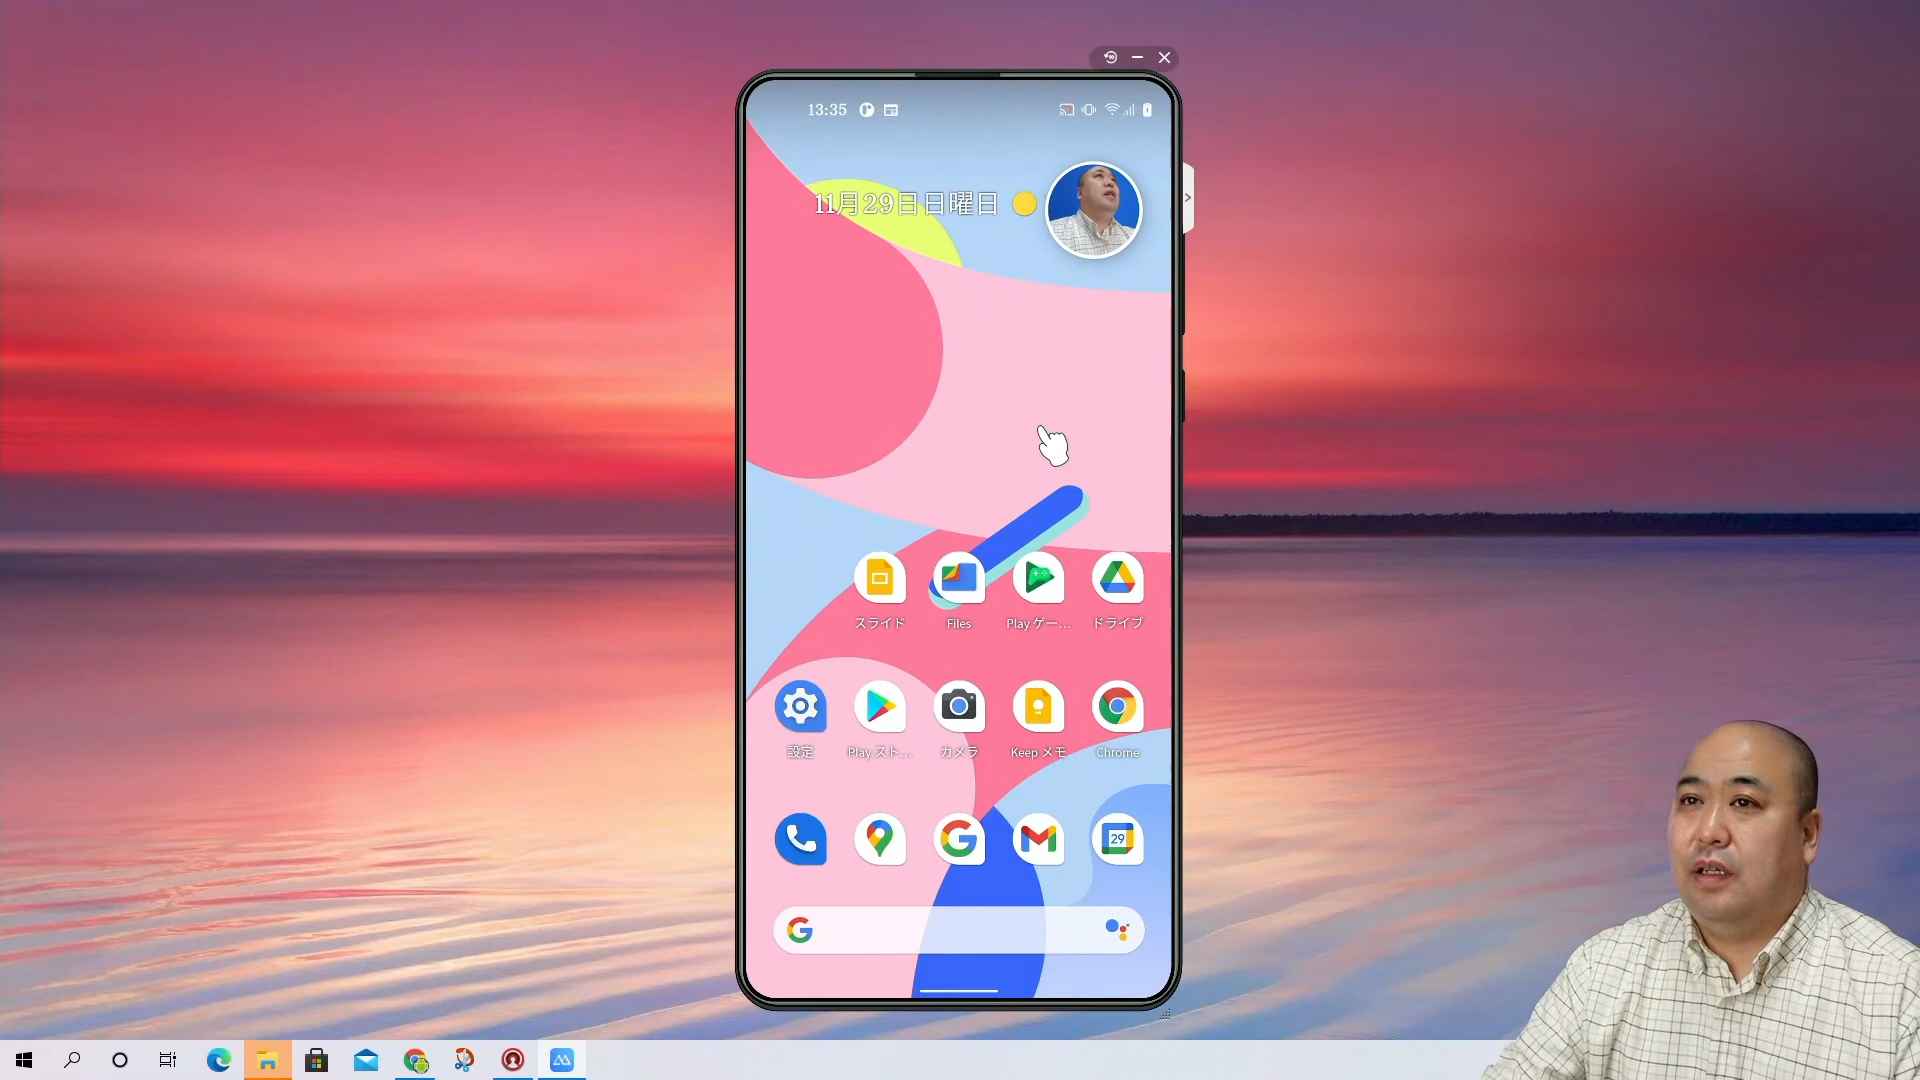 13:35
11月29日日曜日
スライド
Files
Play ゲー...
ドライブ
設定
Play スト...
カメラ
Keep メモ
Chrome
29